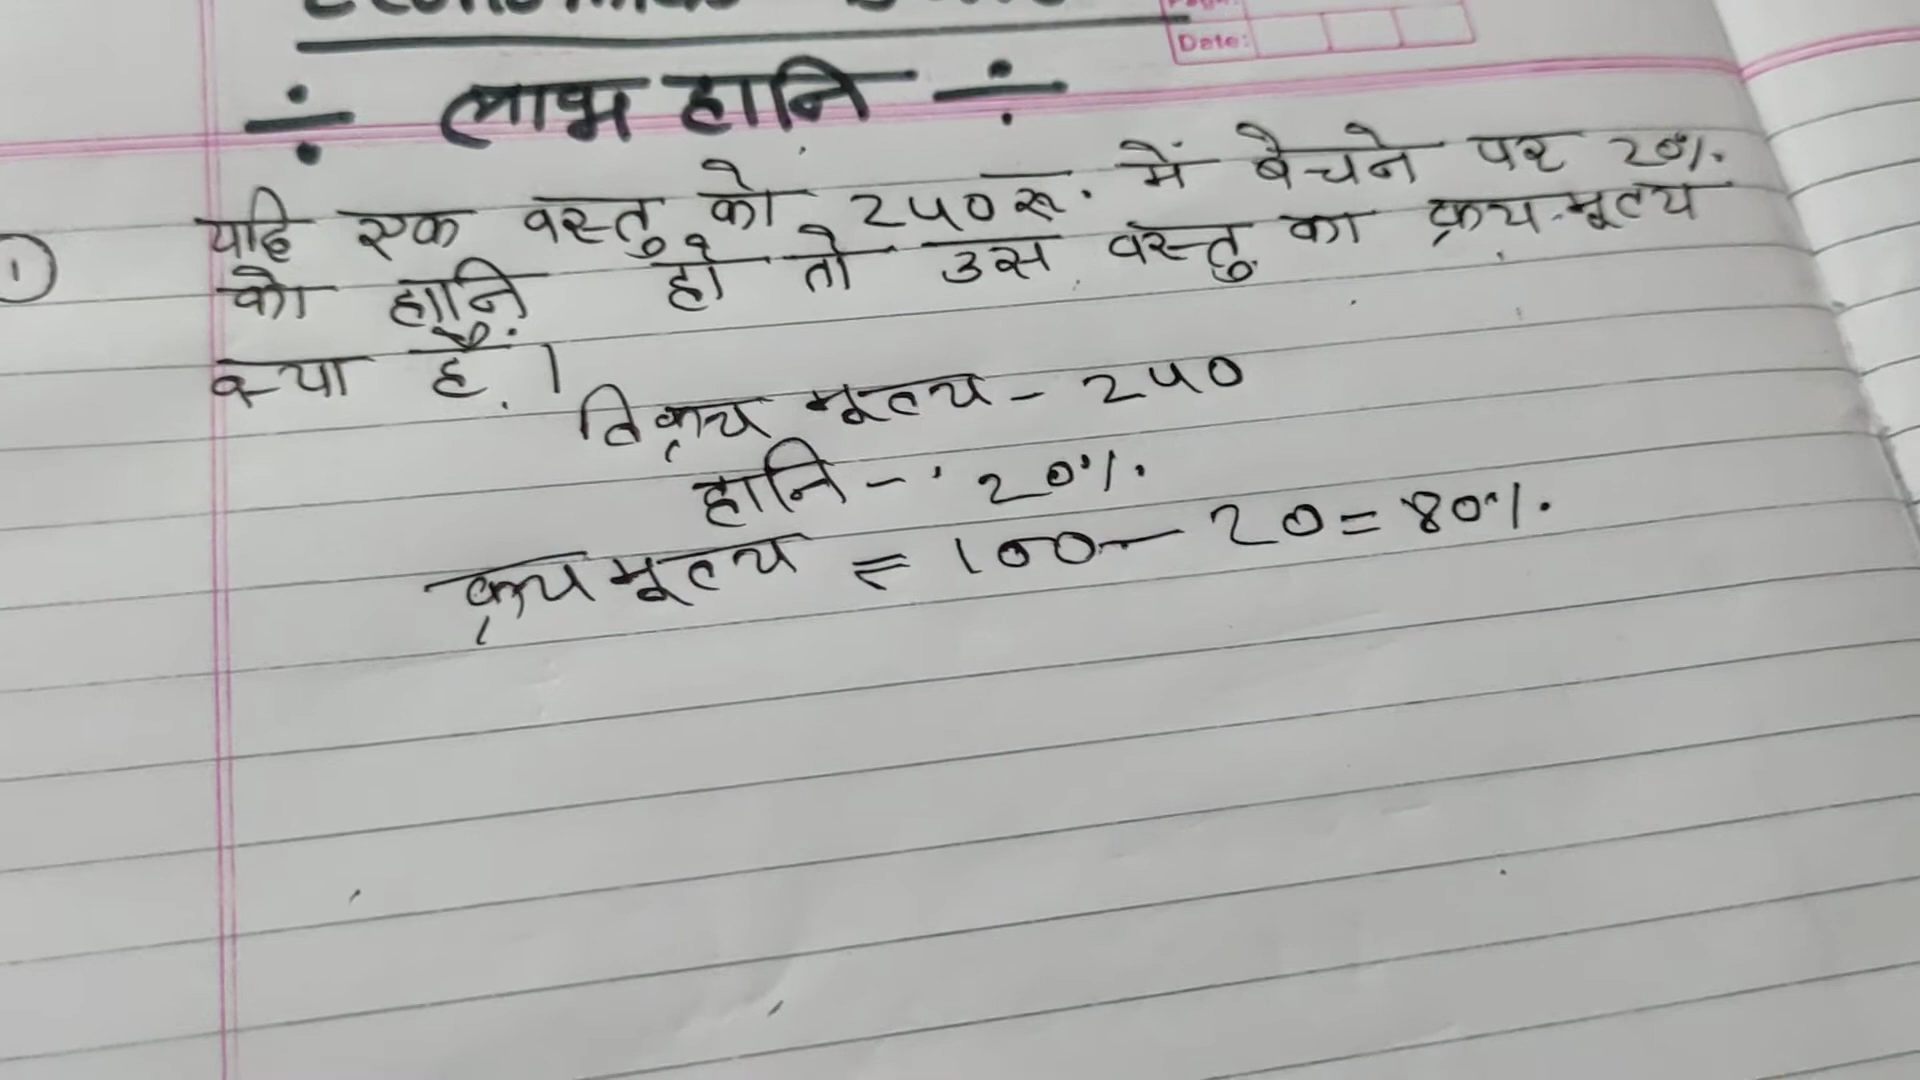 Date:
÷ लाभ हानि ÷
① यदि एक वस्तु को 240 रू. में बेचने पर 20%.
को हानि हो तो उस वस्तु का क्रय मूल्य
क्या है.।
विक्रय मूल्य - 240
हानि - 20%.
क्रय मूल्य = 100 - 20 = 80%.